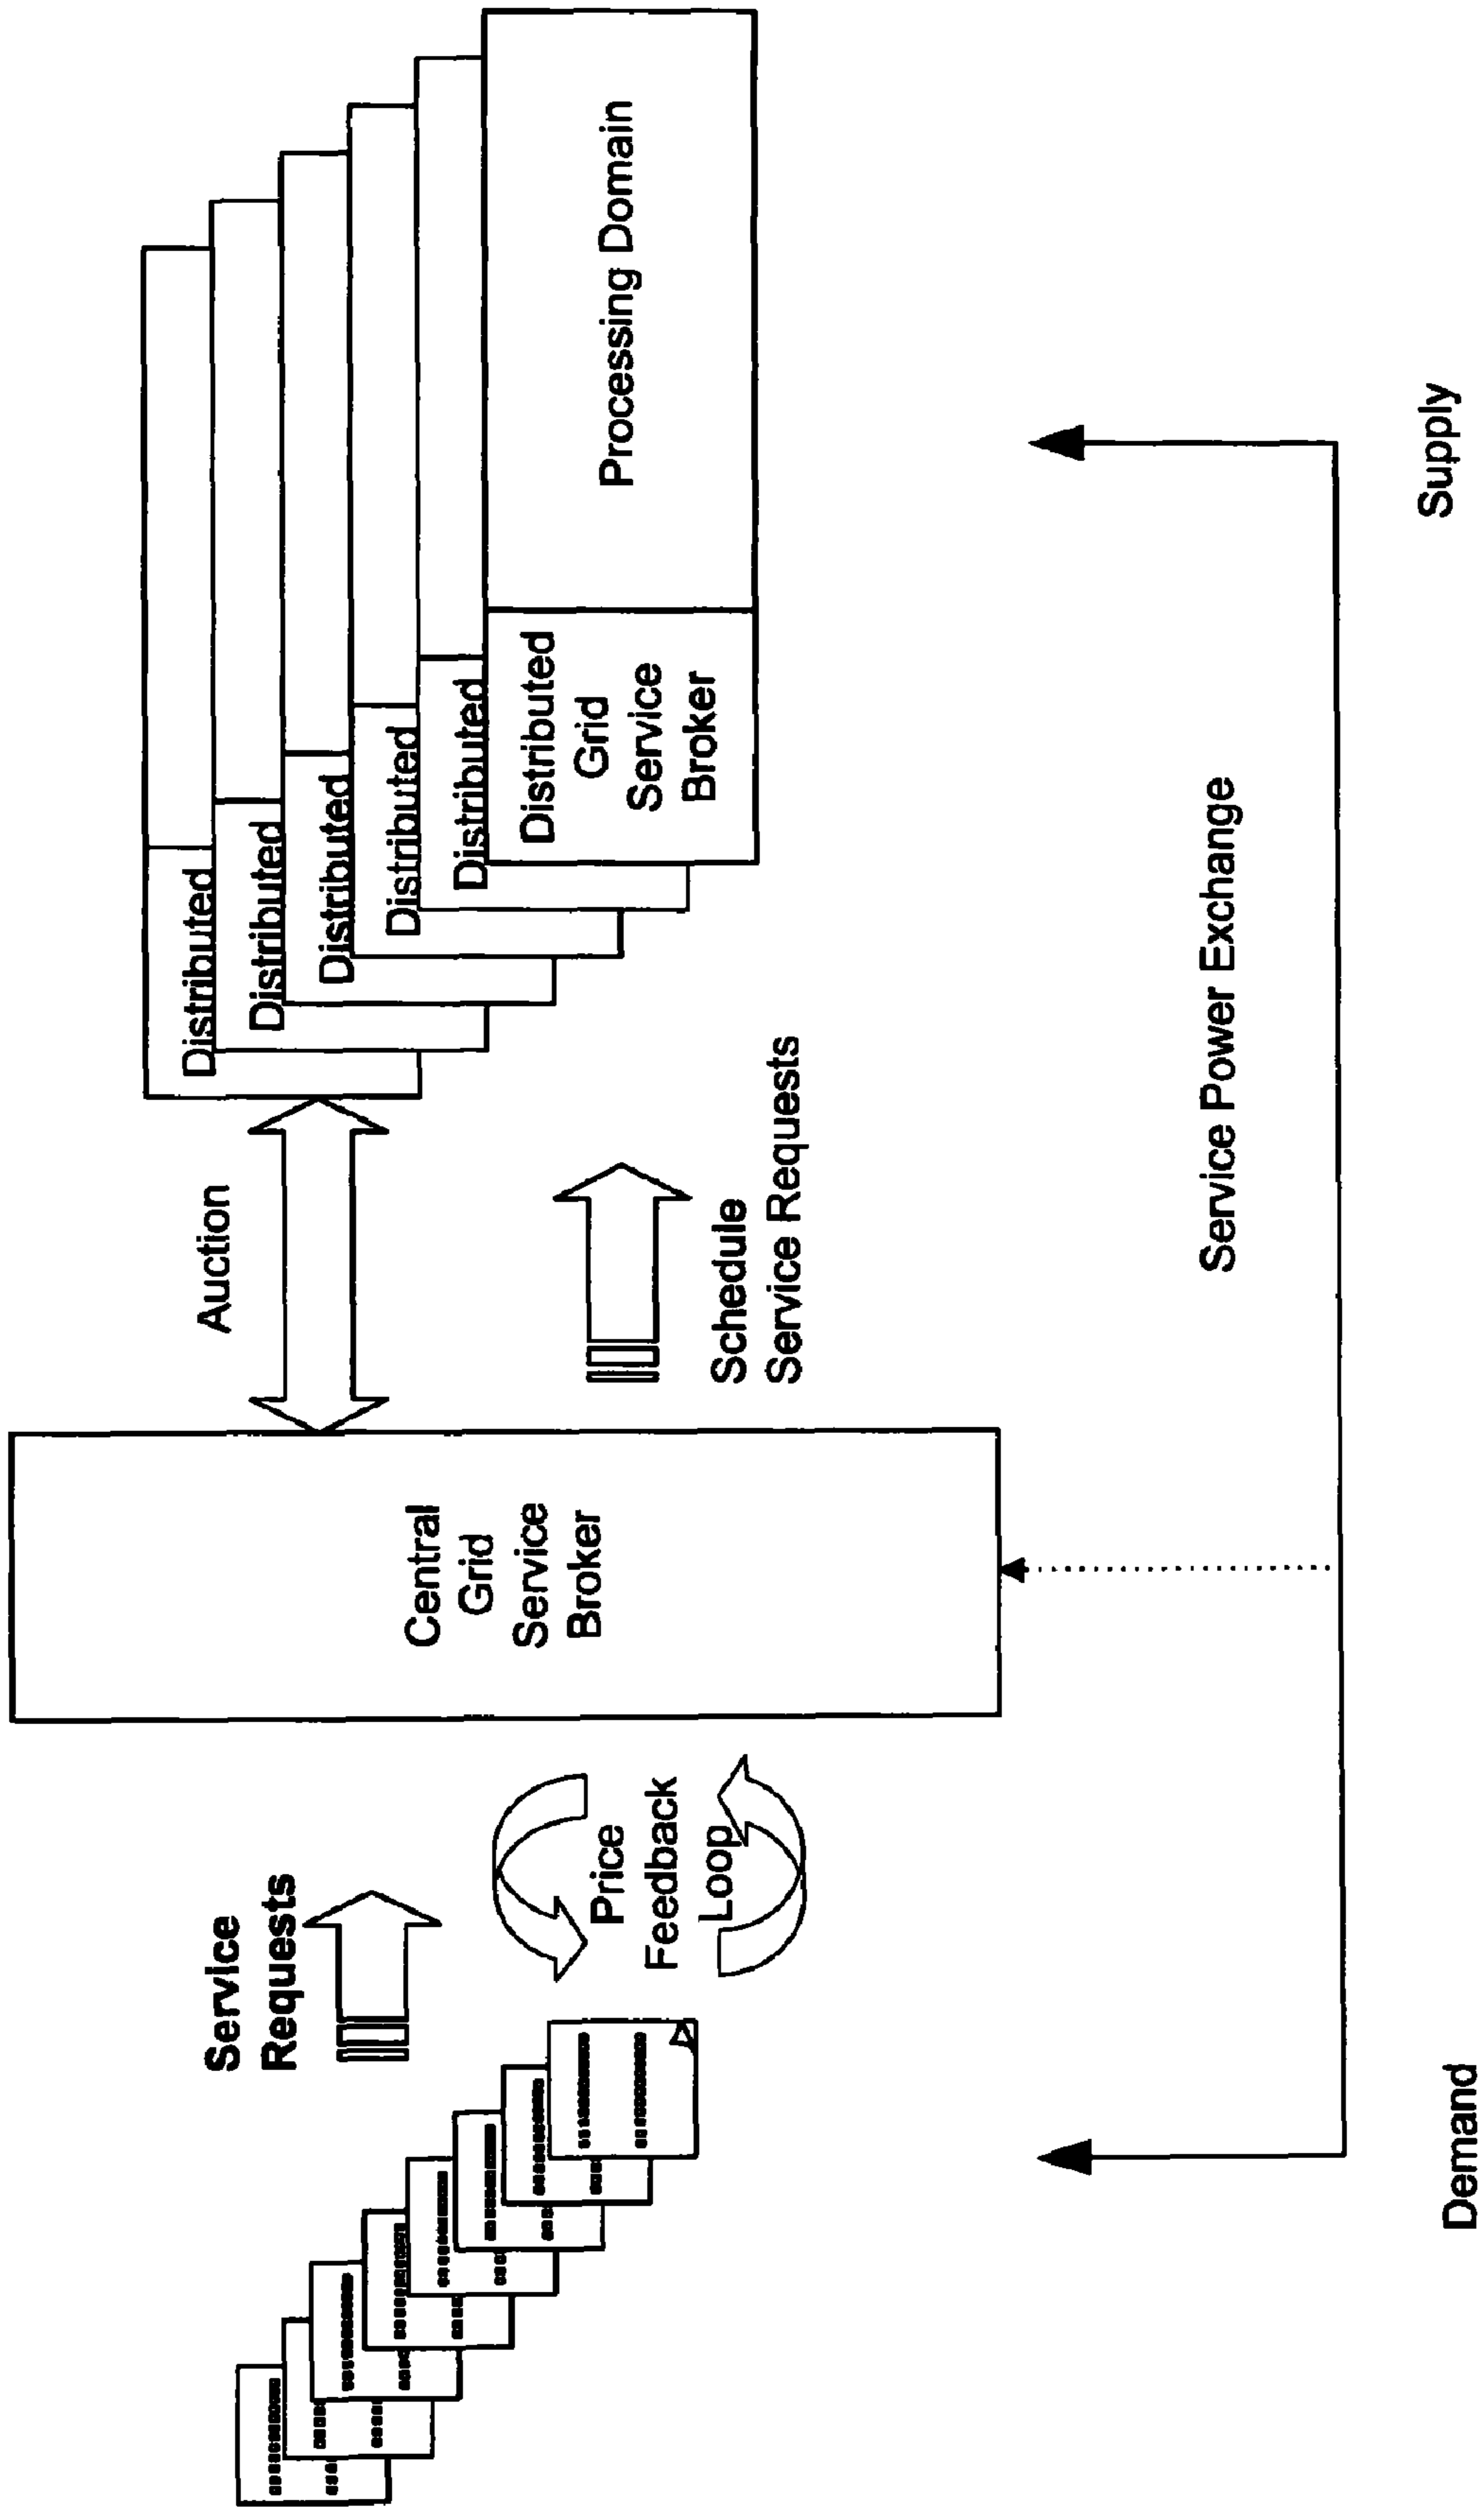 Service
Requests
Price
Feedback
Loop
Central
Grid
Service
Broker
Auction
Schedule
Service Requests
Distributed
Distributed
Distributed
Distributed
Distributed
Distributed
Grid
Service
Broker
Processing Domain
Service Power Exchange
Demand
Supply